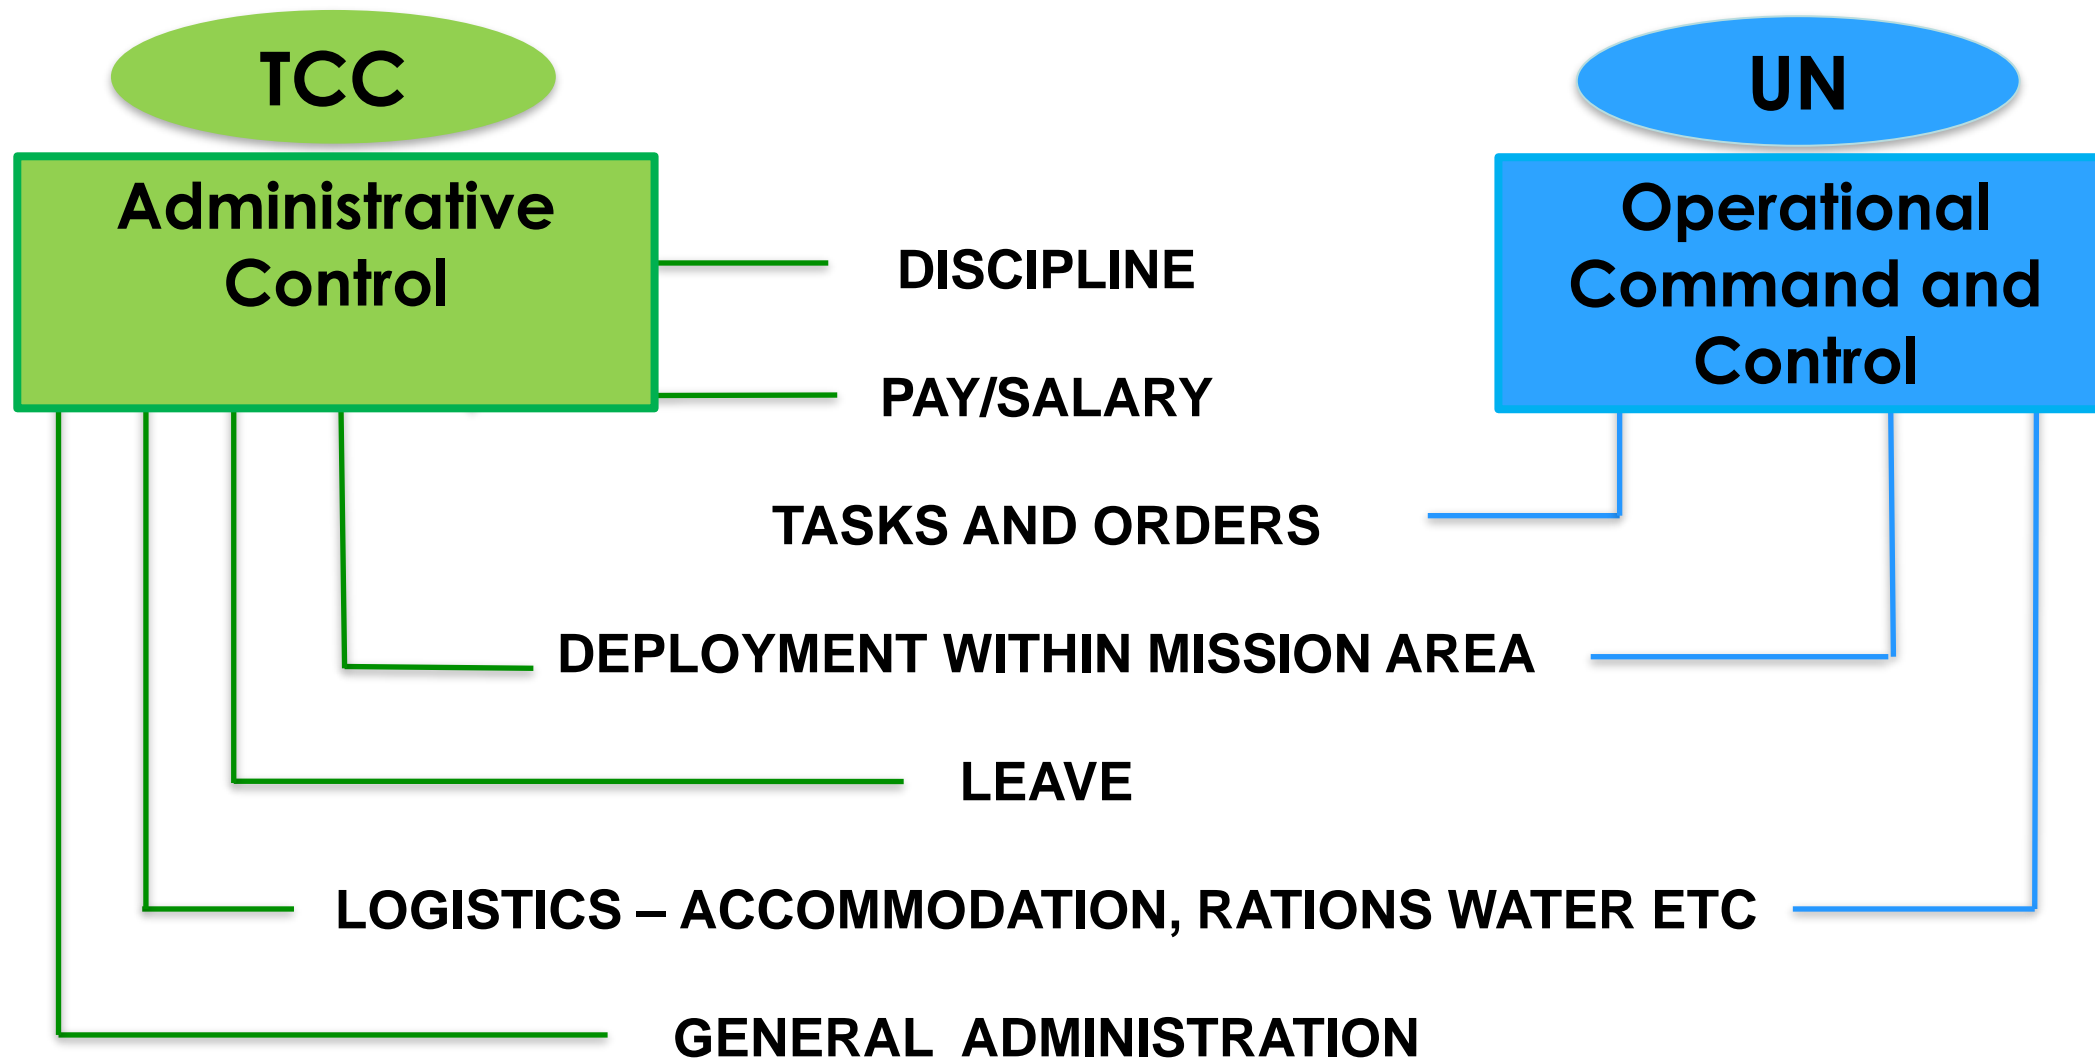 TCC
Administrative
Control
UN
Operational
Command and
Control
DISCIPLINE
PAY/SALARY
TASKS AND ORDERS
DEPLOYMENT WITHIN MISSION AREA
LEAVE
LOGISTICS – ACCOMMODATION, RATIONS WATER ETC
GENERAL  ADMINISTRATION